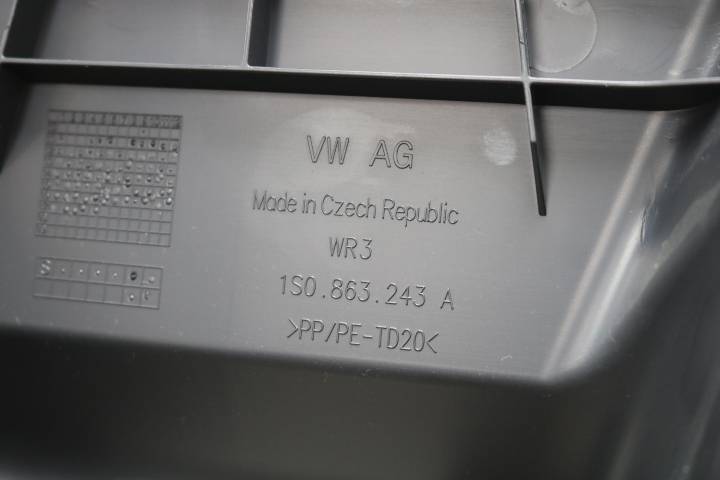 VW AG
Made in Czech Republic
WR3
1S0.863.243 A
>PP/PE-TD20<
S